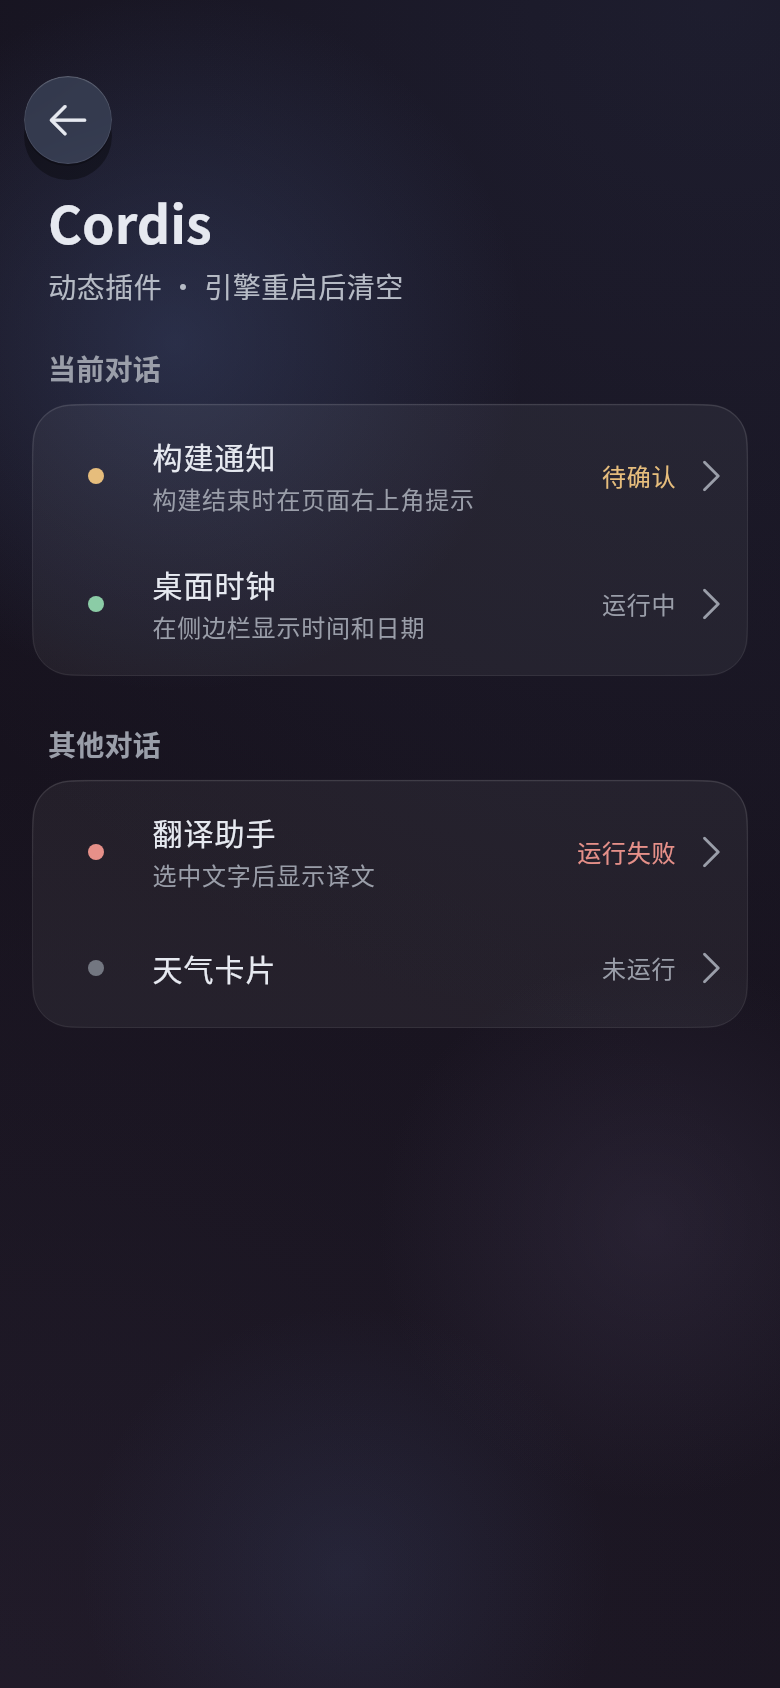 Cordis
动态插件 · 引擎重启后清空
当前对话
构建通知
构建结束时在页面右上角提示
待确认
桌面时钟
在侧边栏显示时间和日期
运行中
其他对话
翻译助手
选中文字后显示译文
运行失败
天气卡片
未运行